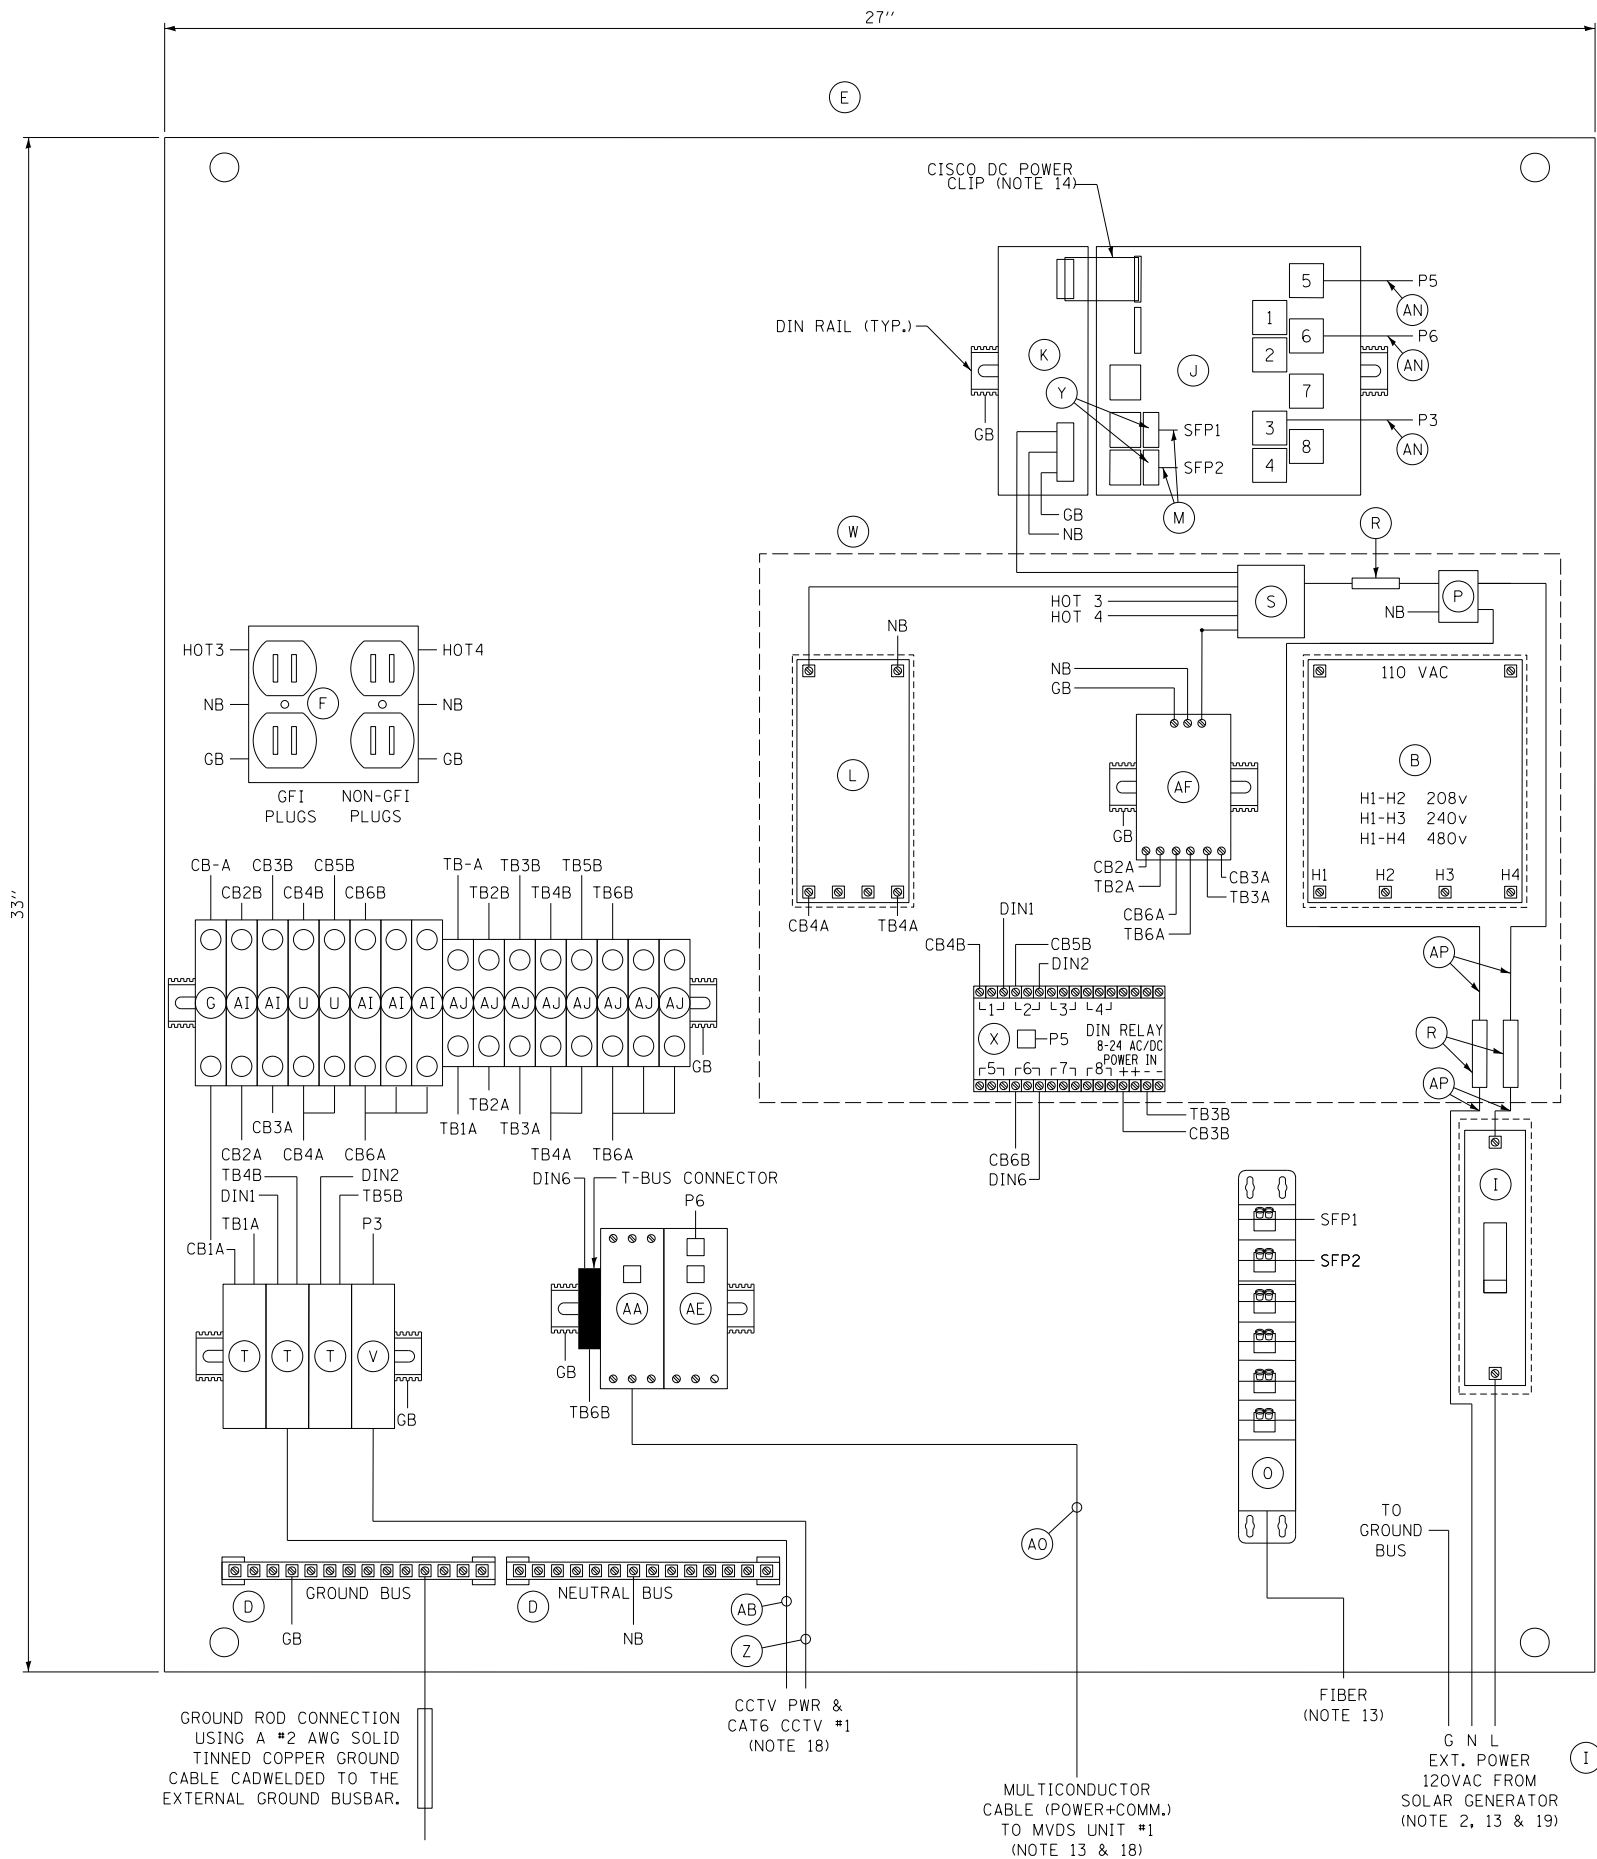 27''
E
33''
CISCO DC POWER
CLIP (NOTE 14)
DIN RAIL (TYP.)
K
J
Y
5
1
6
2
7
3
8
4
P5
AN
P6
AN
P3
AN
GB
SFP1
SFP2
M
GB
NB
W
R
S
P
HOT 3
HOT 4
NB
NB
NB
GB
110 VAC
L
AF
B
H1-H2 208v
H1-H3 240v
H1-H4 480v
GB
H1 H2 H3 H4
CB2A
TB2A
CB3A
TB3A
CB6A
TB6A
CB4A
TB4A
HOT3
HOT4
NB
F
NB
GB
GB
GFI
PLUGS
NON-GFI
PLUGS
CB-A
CB3B
CB5B
TB-A
TB3B
TB5B
CB2B
CB4B
CB6B
TB2B
TB4B
TB6B
G AI AI U U AI AI AI AJ AJ AJ AJ AJ AJ AJ AJ
GB
TB2A
CB3A
TB1A
TB3A
CB2A
CB4A
CB6A
TB4A
TB6A
DIN1
CB4B
CB5B
DIN2
1 2 3 4
X
P5
DIN RELAY
8-24 AC/DC
POWER IN
5 6 7 8 ++--
TB3B
CB3B
CB6B
DIN6
AP
R
AP
I
TB4B
DIN1
TB1A
CB1A
DIN2
TB5B
P3
T T T V
GB
DIN6
T-BUS CONNECTOR
P6
AA
AE
GB
TB6B
SFP1
SFP2
O
AO
TO
GROUND
BUS
GROUND BUS
D
GB
NEUTRAL BUS
D
NB
AB
Z
GROUND ROD CONNECTION
USING A #2 AWG SOLID
TINNED COPPER GROUND
CABLE CADWELDED TO THE
EXTERNAL GROUND BUSBAR.
CCTV PWR &
CAT6 CCTV #1
(NOTE 18)
MULTICONDUCTOR
CABLE (POWER+COMM.)
TO MVDS UNIT #1
(NOTE 13 & 18)
FIBER
(NOTE 13)
G N L
EXT. POWER
120VAC FROM
SOLAR GENERATOR
(NOTE 2, 13 & 19)
I